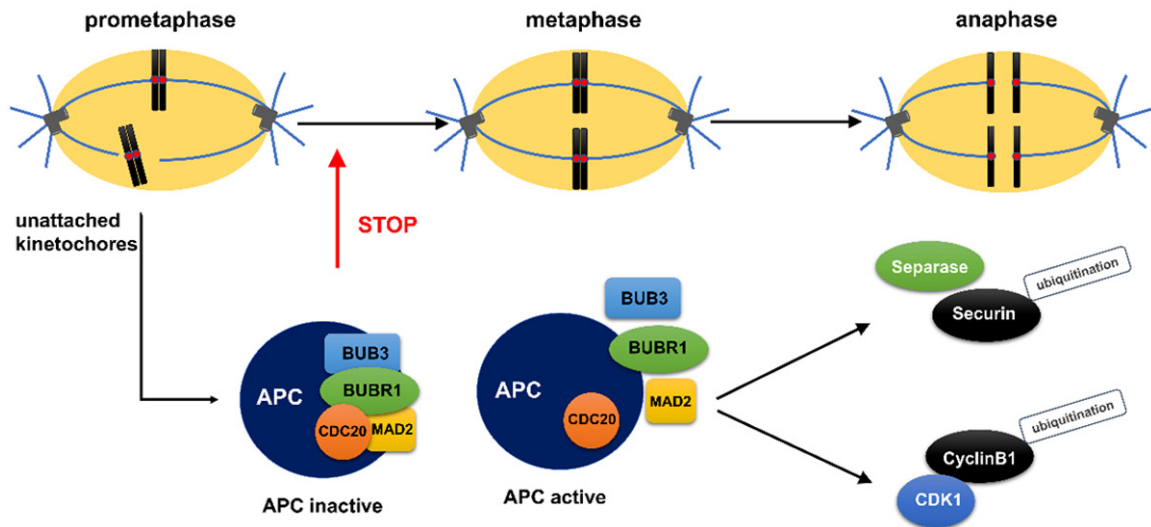 prometaphase
metaphase
anaphase
unattached
kinetochores
STOP
BUB3
BUBR1
APC
CDC20
MAD2
APC inactive
BUB3
BUBR1
APC
MAD2
CDC20
APC active
Separase
ubiquitination
Securin
ubiquitination
CyclinB1
CDK1